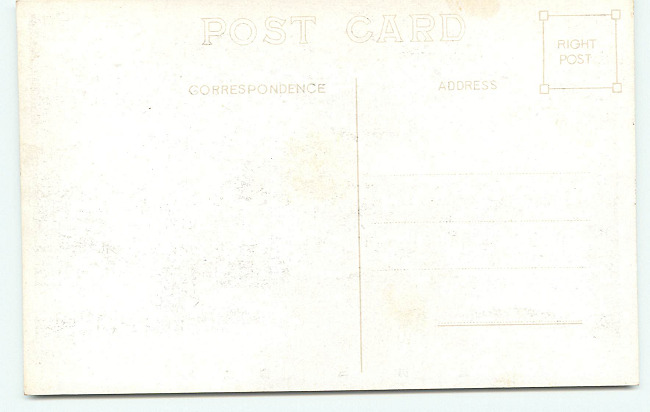 POST CARD
CORRESPONDENCE
ADDRESS
RIGHT
POST